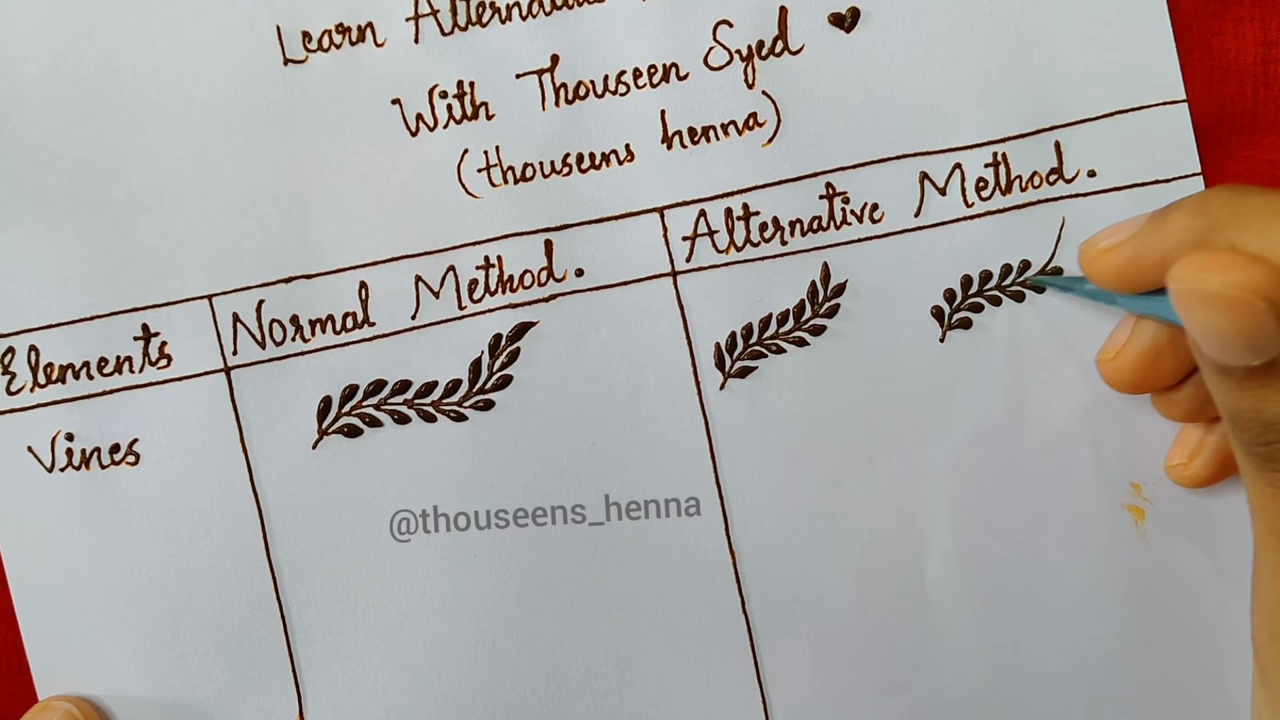 Learn
With Thouseen Syed ♥
(thouseens henna)
Elements Normal Method. Alternative Method.
Vines
@thouseens_henna